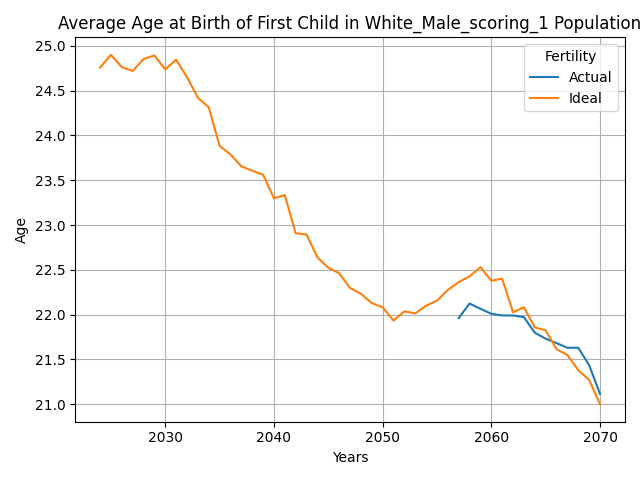 Average Age at Birth of First Child in White_Male_scoring_1 Population
Fertility
Actual
Ideal
25.0
24.5
24.0
23.5
23.0
22.5
22.0
21.5
21.0
Age
2030 2040 2050 2060 2070
Years